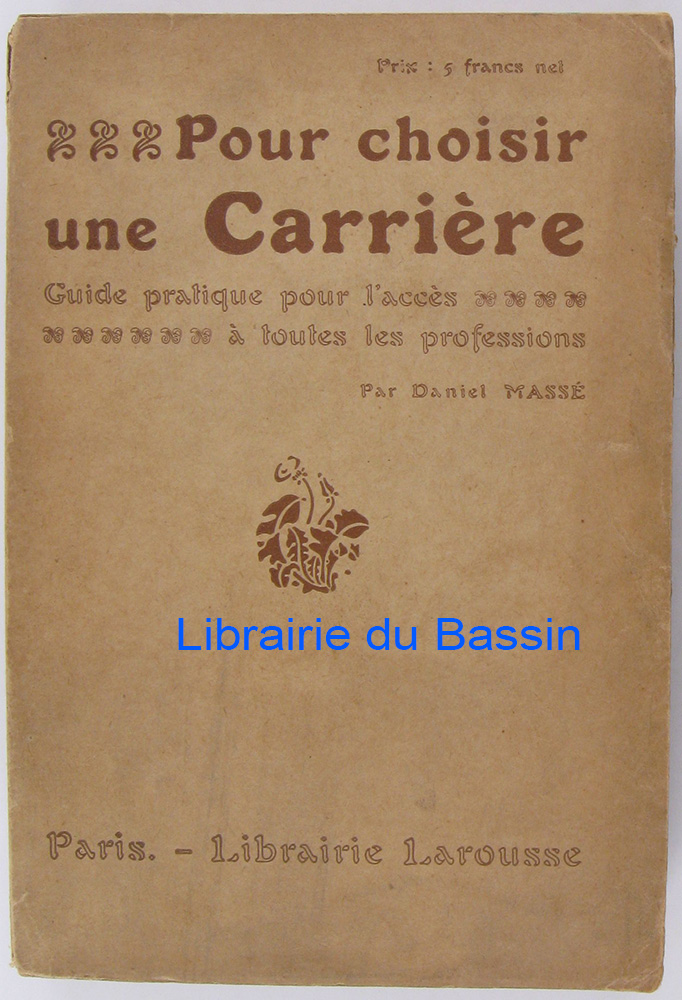 Prix : 5 francs net
Pour choisir
une Carrière
Guide pratique pour l'accès
à toutes les professions
Par Daniel MASSÉ
Librairie du Bassin
Paris. - Librairie Larousse